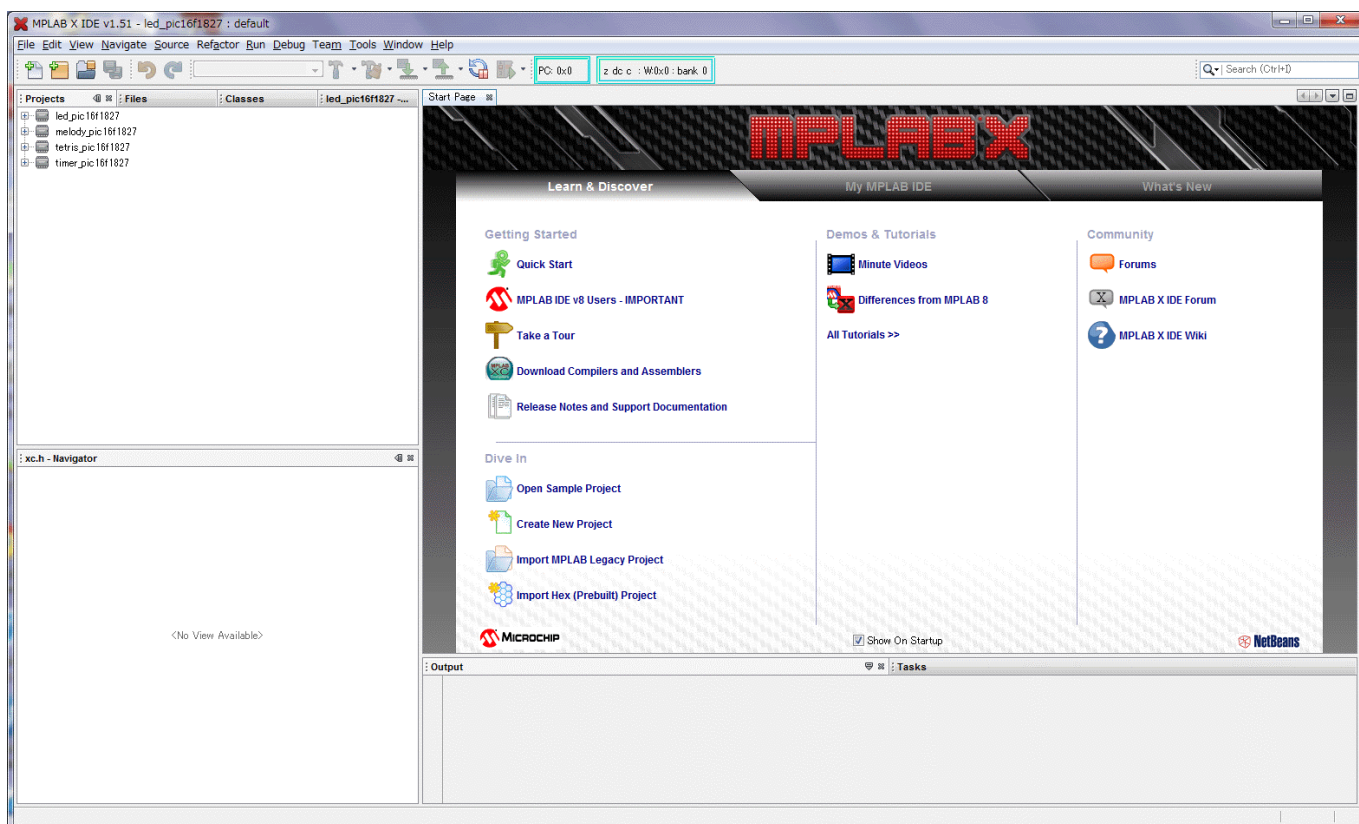 MPLAB X IDE v1.51 - led_pic16f1827 : default
File Edit View Navigate Source Refactor Run Debug Team Tools Window Help
PC: 0x0
z dc c : W:0x0 : bank 0
Search (Ctrl+I)
Projects
Files
Classes
led_pic16f1827 -...
led_pic16f1827
melody_pic16f1827
tetris_pic16f1827
timer_pic16f1827
Start Page
MPLAB X
Learn & Discover
My MPLAB IDE
What's New
Getting Started
Quick Start
MPLAB IDE v8 Users - IMPORTANT
Take a Tour
Download Compilers and Assemblers
Release Notes and Support Documentation
Demos & Tutorials
Minute Videos
Differences from MPLAB 8
All Tutorials >>
Community
Forums
MPLAB X IDE Forum
MPLAB X IDE Wiki
Dive In
Open Sample Project
Create New Project
Import MPLAB Legacy Project
Import Hex (Prebuilt) Project
MICROCHIP
Show On Startup
NetBeans
xc.h - Navigator
<No View Available>
Output
Tasks